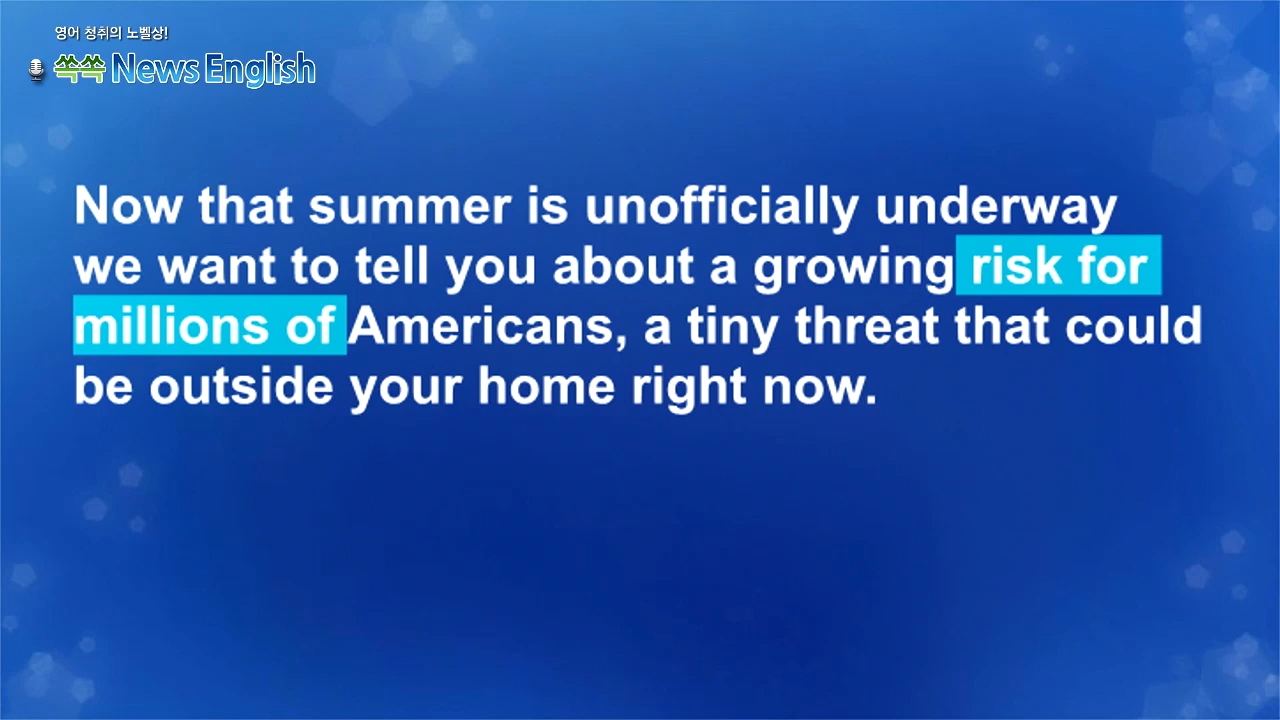 영어 청취의 노벨상!
쏙쏙 News English
Now that summer is unofficially underway
we want to tell you about a growing risk for
millions of Americans, a tiny threat that could
be outside your home right now.